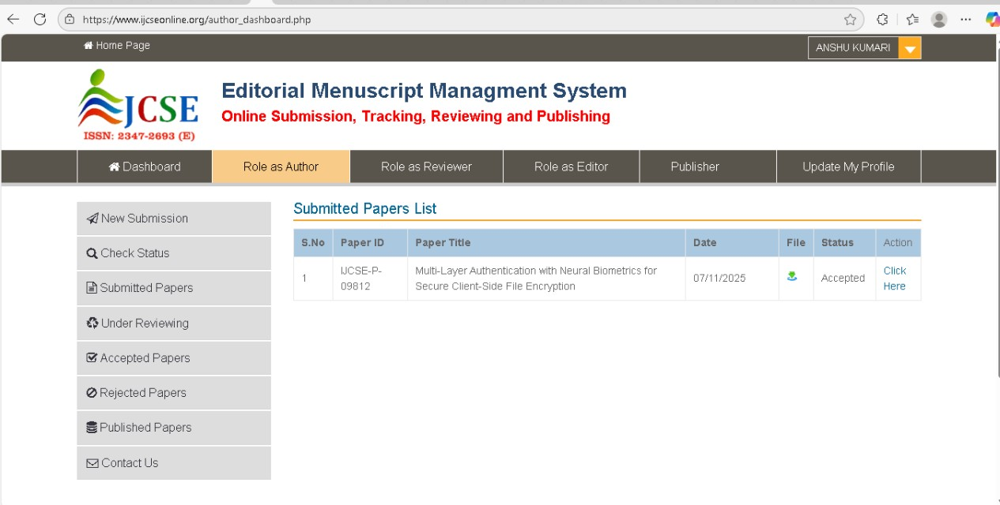 https://www.ijcseonline.org/author_dashboard.php
Home Page
ANSHU KUMARI
IJCSE
ISSN: 2347-2693 (E)
Editorial Menuscript Managment System
Online Submission, Tracking, Reviewing and Publishing
Dashboard
Role as Author
Role as Reviewer
Role as Editor
Publisher
Update My Profile
New Submission
Check Status
Submitted Papers
Under Reviewing
Accepted Papers
Rejected Papers
Published Papers
Contact Us
Submitted Papers List
S.No Paper ID Paper Title Date File Status Action
1 IJCSE-P-09812 Multi-Layer Authentication with Neural Biometrics for
Secure Client-Side File Encryption 07/11/2025 Accepted Click Here